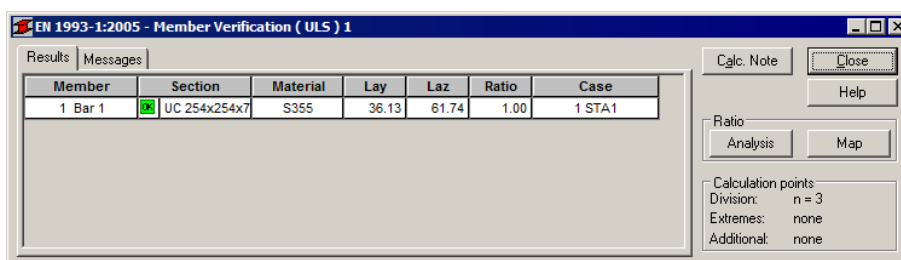 EN 1993-1:2005 - Member Verification ( ULS ) 1
Results Messages
Calc. Note Close
Member Section Material Lay Laz Ratio Case
Help
1 Bar 1 OK UC 254x254x7 S355 36.13 61.74 1.00 1 STA1
Ratio
Analysis Map
Calculation points
Division: n = 3
Extremes: none
Additional: none